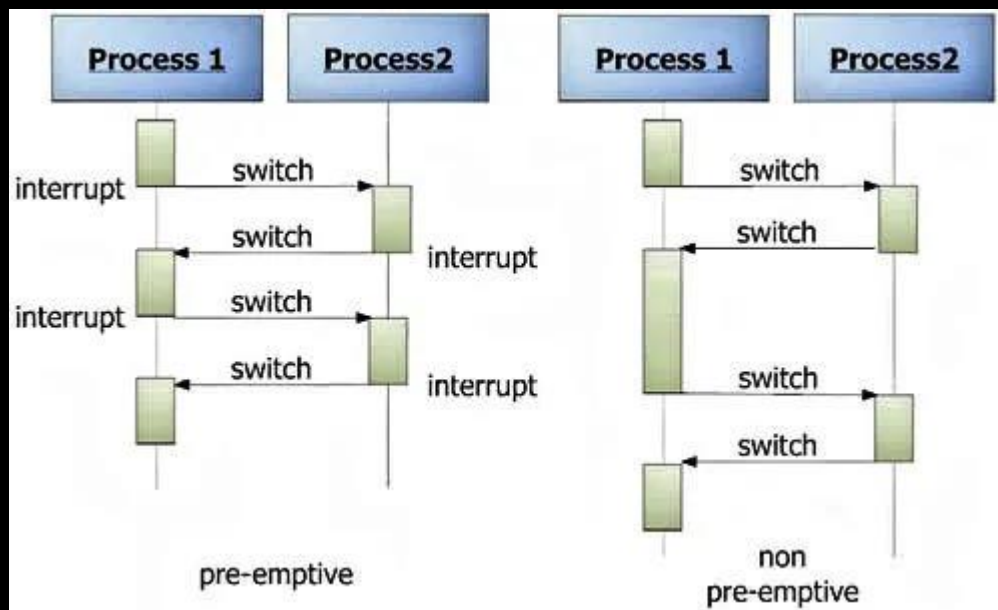 Process 1
Process2
interrupt
switch
switch
interrupt
interrupt
switch
switch
interrupt
pre-emptive
Process 1
Process2
switch
switch
switch
switch
non
pre-emptive